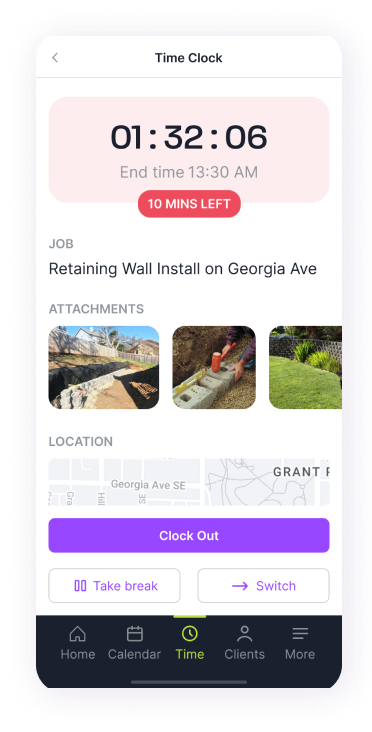 Time Clock
01:32:06
End time 13:30 AM
10 MINS LEFT
JOB
Retaining Wall Install on Georgia Ave
ATTACHMENTS
LOCATION
GRANT
Georgia Ave SE
SE
Clock Out
Take break
Switch
Home Calendar Time Clients More